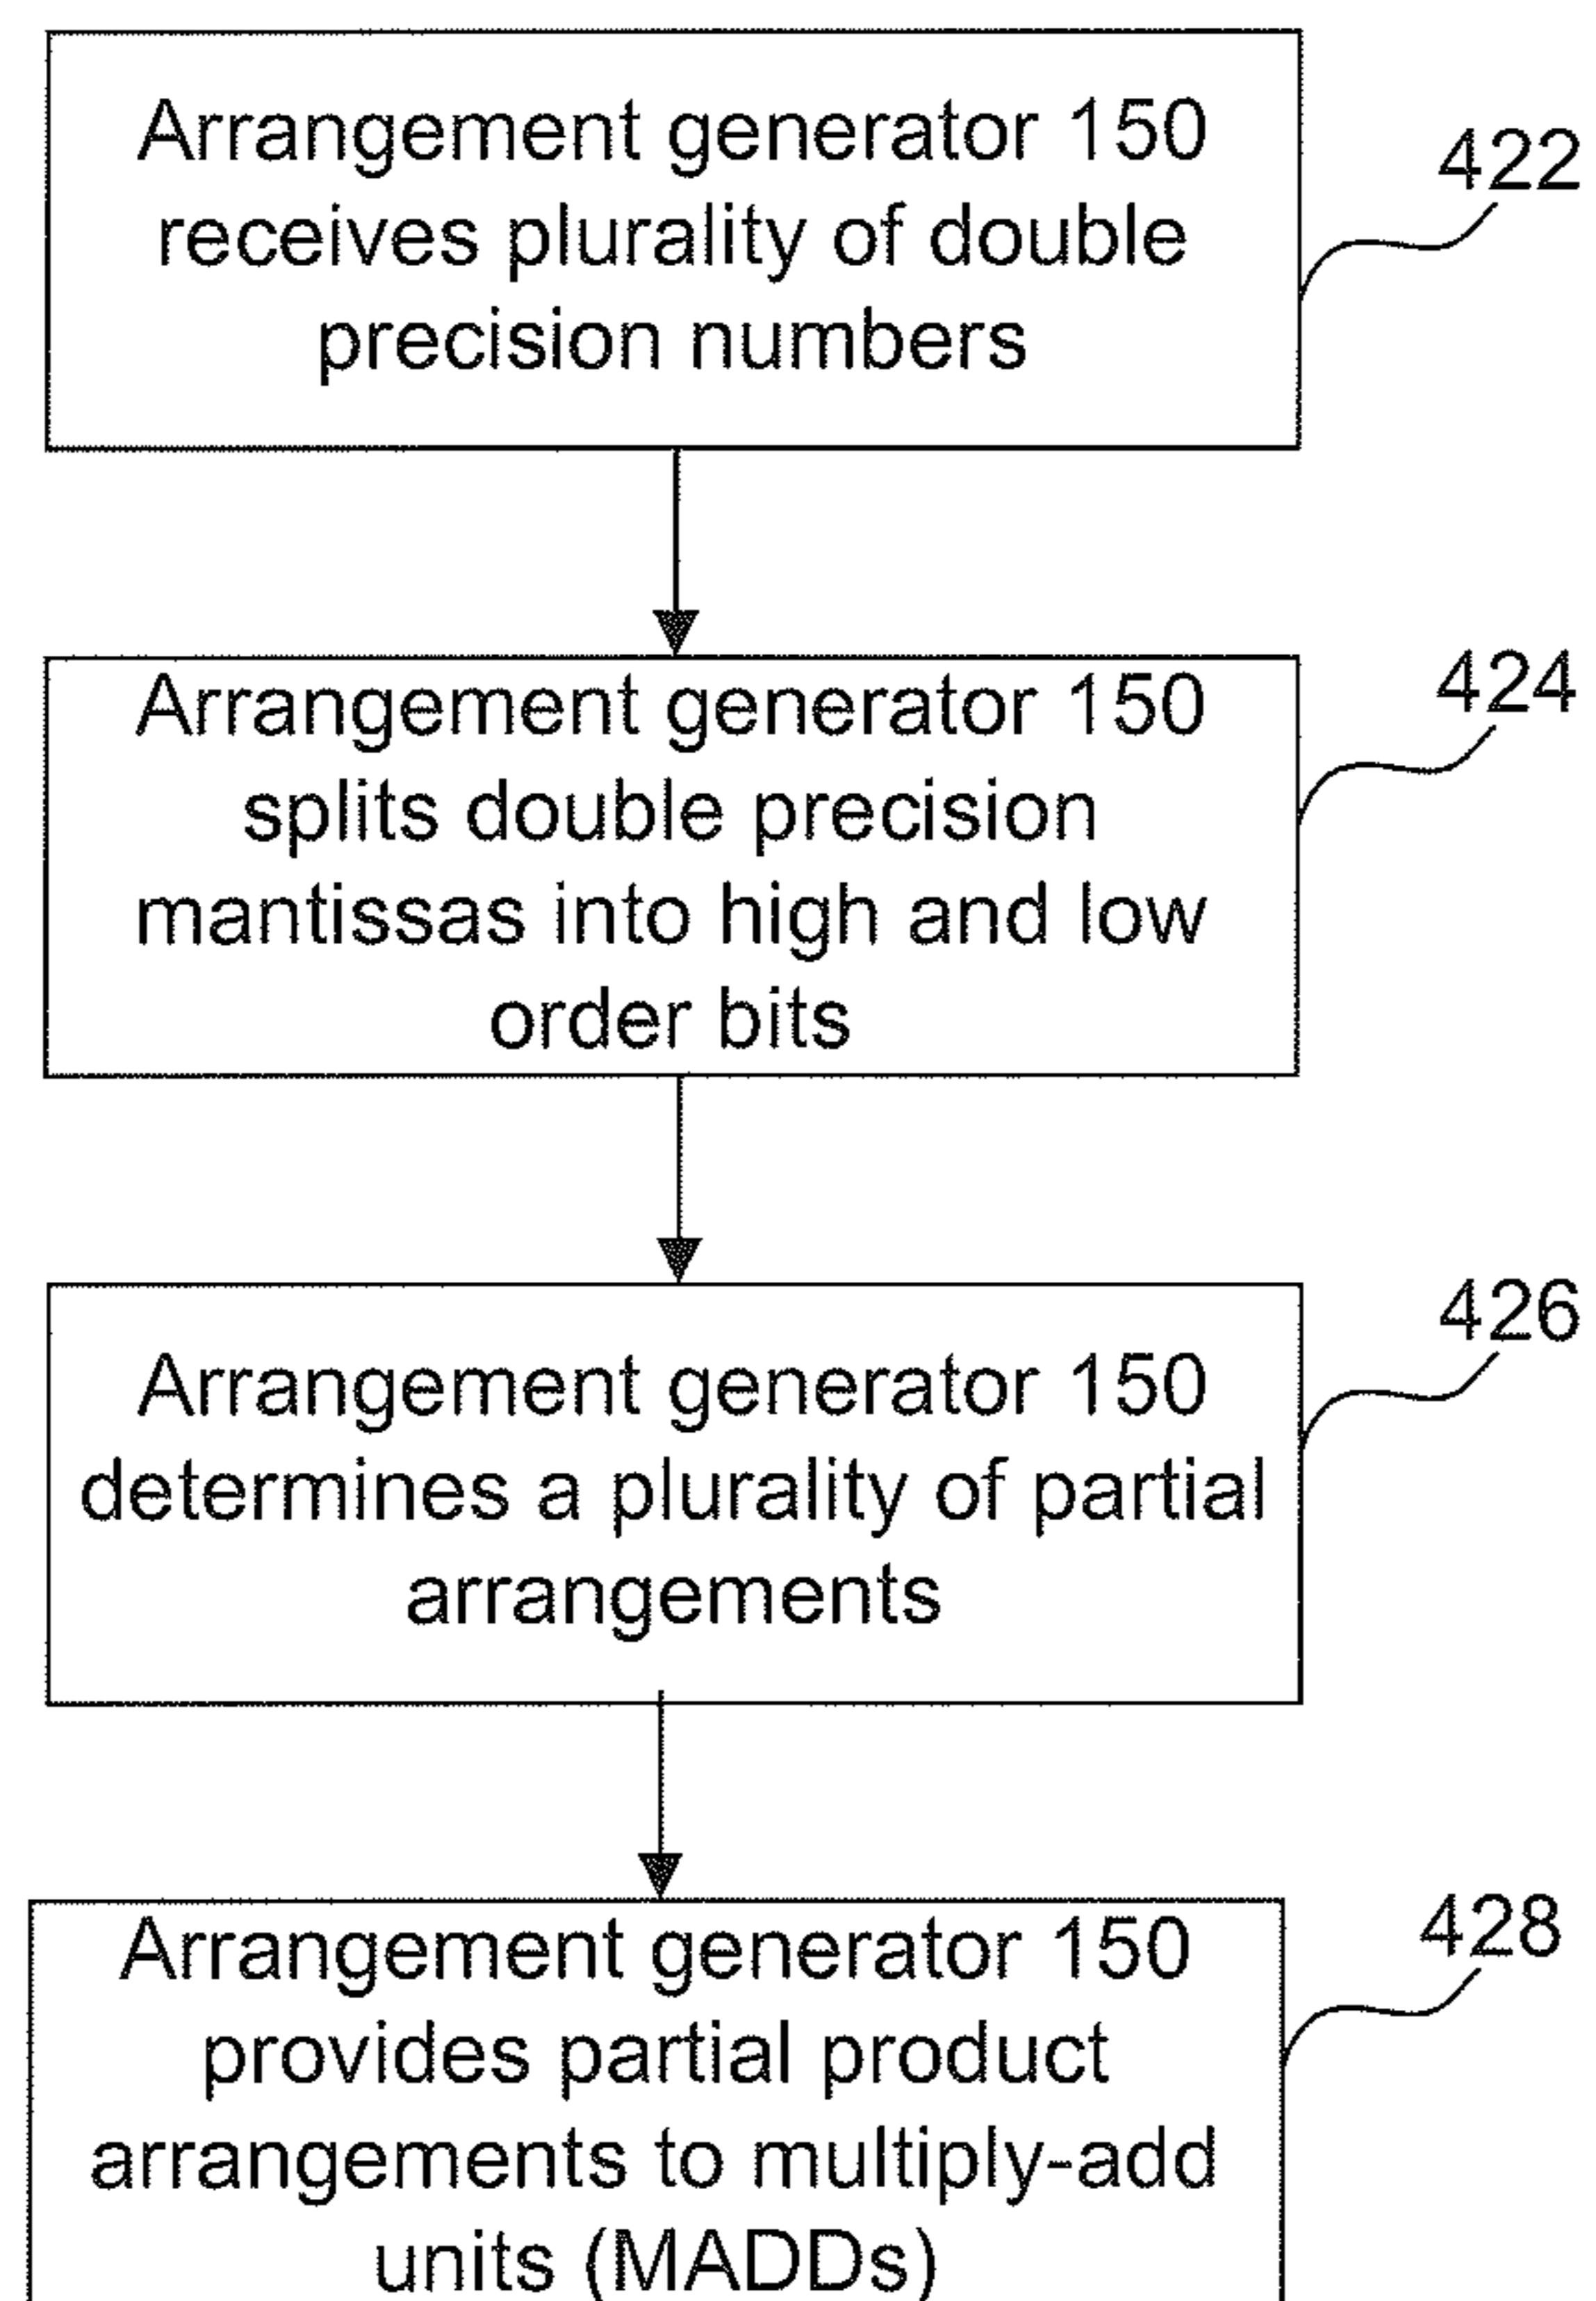 Arrangement generator 150
receives plurality of double
precision numbers
422
Arrangement generator 150
splits double precision
mantissas into high and low
order bits
424
Arrangement generator 150
determines a plurality of partial
arrangements
426
Arrangement generator 150
provides partial product
arrangements to multiply-add
units (MADDs)
428